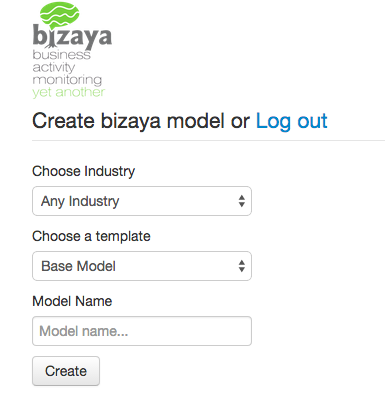 bizaya
business
activity
monitoring
yet another
Create bizaya model or Log out
Choose Industry
Any Industry
Choose a template
Base Model
Model Name
Model name...
Create